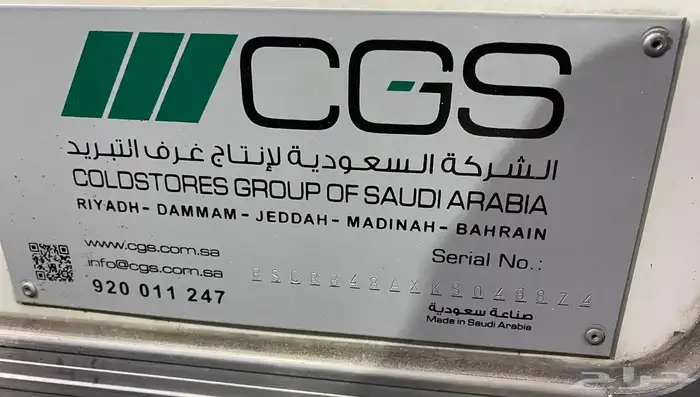 CGS
الشركة السعودية لإنتاج غرف التبريد
COLDSTORES GROUP OF SAUDI ARABIA
RIYADH - DAMMAM - JEDDAH - MADINAH - BAHRAIN
www.cgs.com.sa
info@cgs.com.sa
920 011 247
Serial No.:
صناعة سعودية
Made in Saudi Arabia
حراج